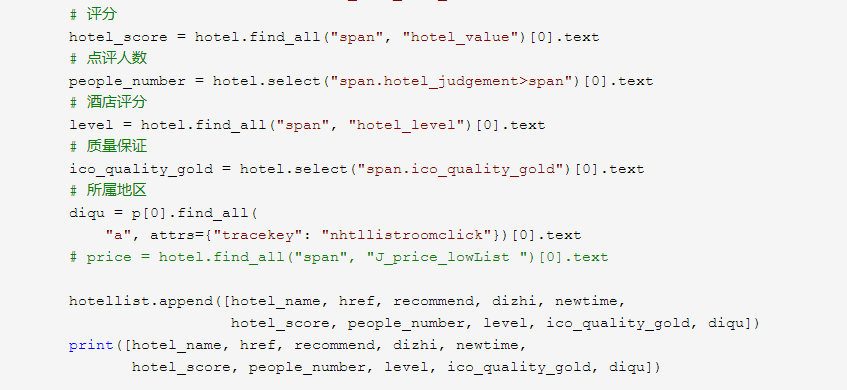 # 评分
hotel_score = hotel.find_all("span", "hotel_value")[0].text
# 点评人数
people_number = hotel.select("span.hotel_judgement>span")[0].text
# 酒店评分
level = hotel.find_all("span", "hotel_level")[0].text
# 质量保证
ico_quality_gold = hotel.select("span.ico_quality_gold")[0].text
# 所属地区
diqu = p[0].find_all(
"a", attrs={"tracekey": "nhtllistroomclick"})[0].text
# price = hotel.find_all("span", "J_price_lowList ")[0].text
hotellist.append([hotel_name, href, recommend, dizhi, newtime,
hotel_score, people_number, level, ico_quality_gold, diqu])
print([hotel_name, href, recommend, dizhi, newtime,
hotel_score, people_number, level, ico_quality_gold, diqu])